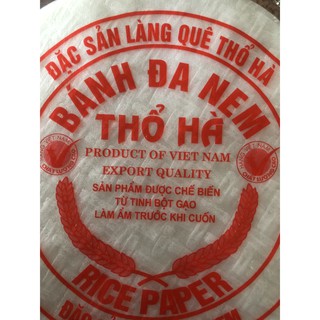 ĐẶC SẢN LÀNG QUÊ THỔ HÀ
BÁNH ĐA NEM
THỔ HÀ
PRODUCT OF VIET NAM
EXPORT QUALITY
SẢN PHẨM ĐƯỢC CHẾ BIẾN
TỪ TINH BỘT GẠO
LÀM ẨM TRƯỚC KHI CUỐN
RICE PAPER